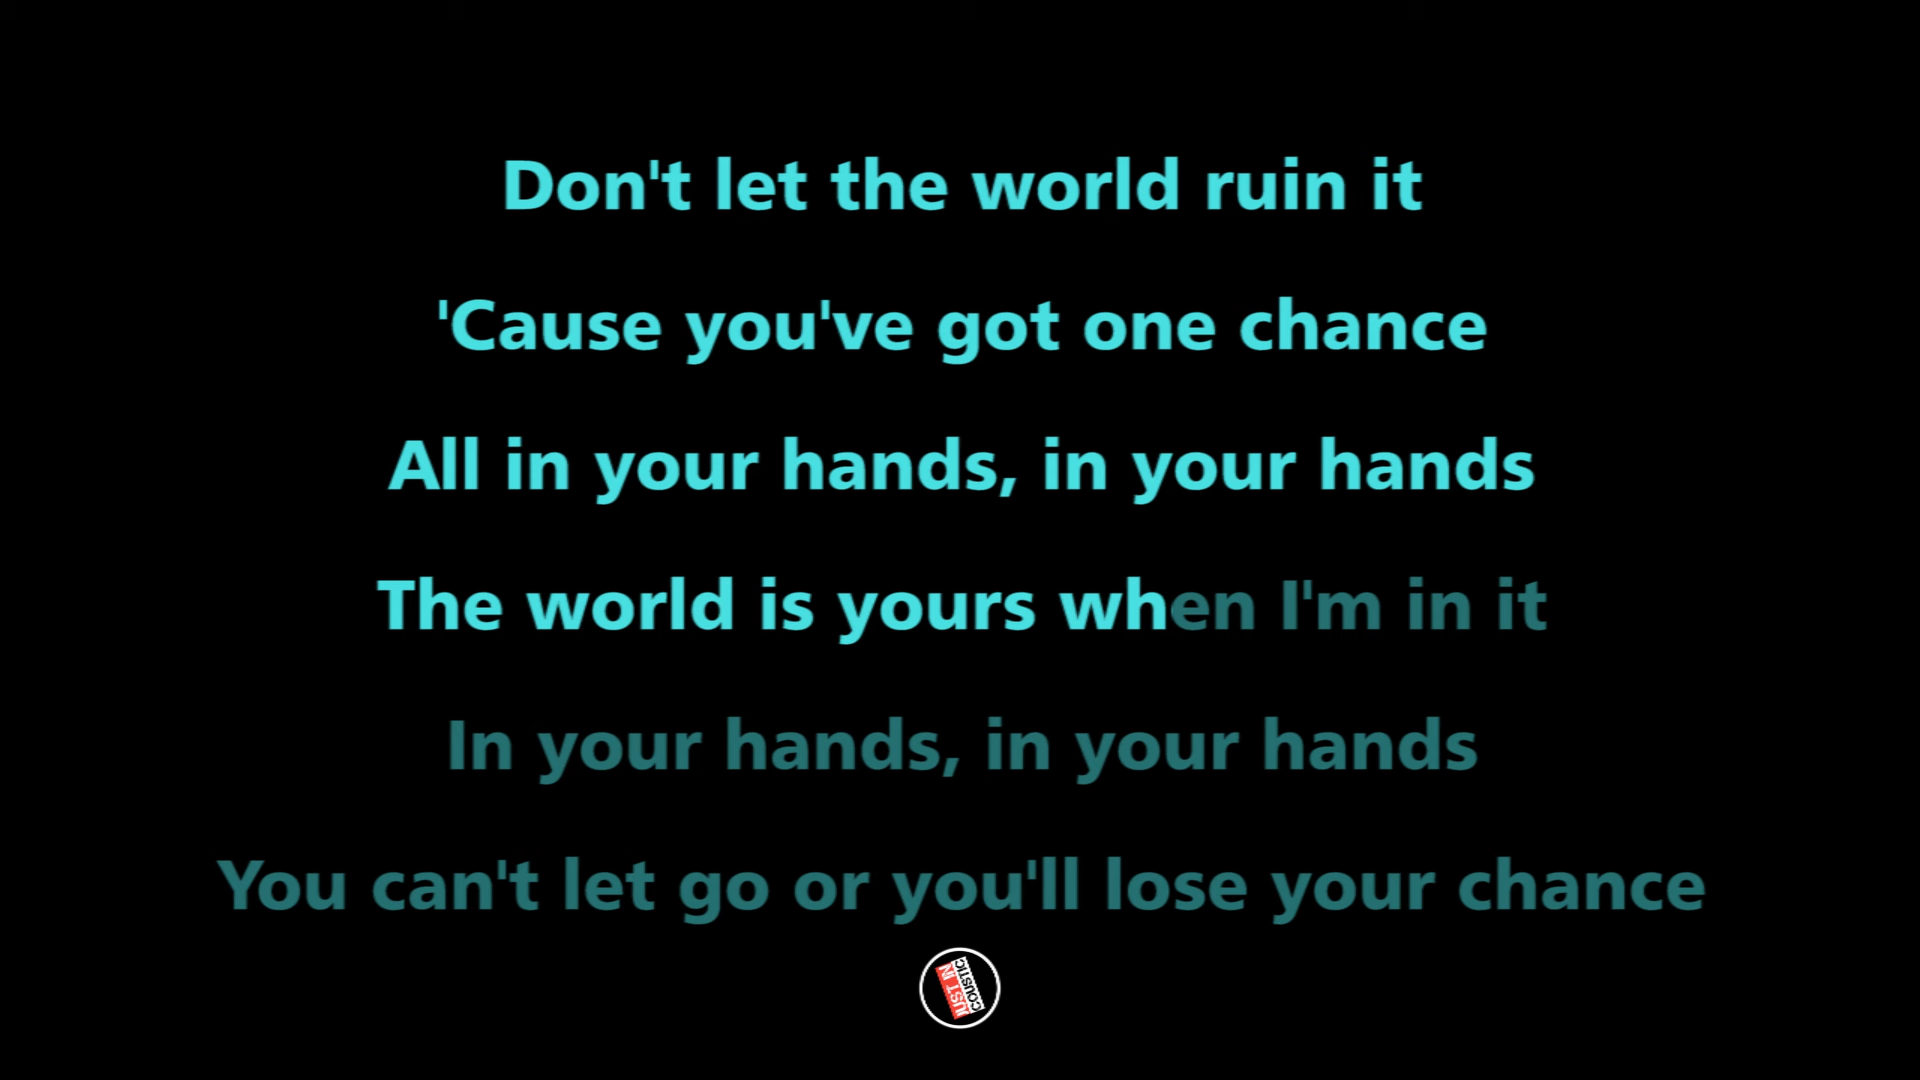 Don't let the world ruin it
'Cause you've got one chance
All in your hands, in your hands
The world is yours when I'm in it
In your hands, in your hands
You can't let go or you'll lose your chance
JUST IN
COUSTIC